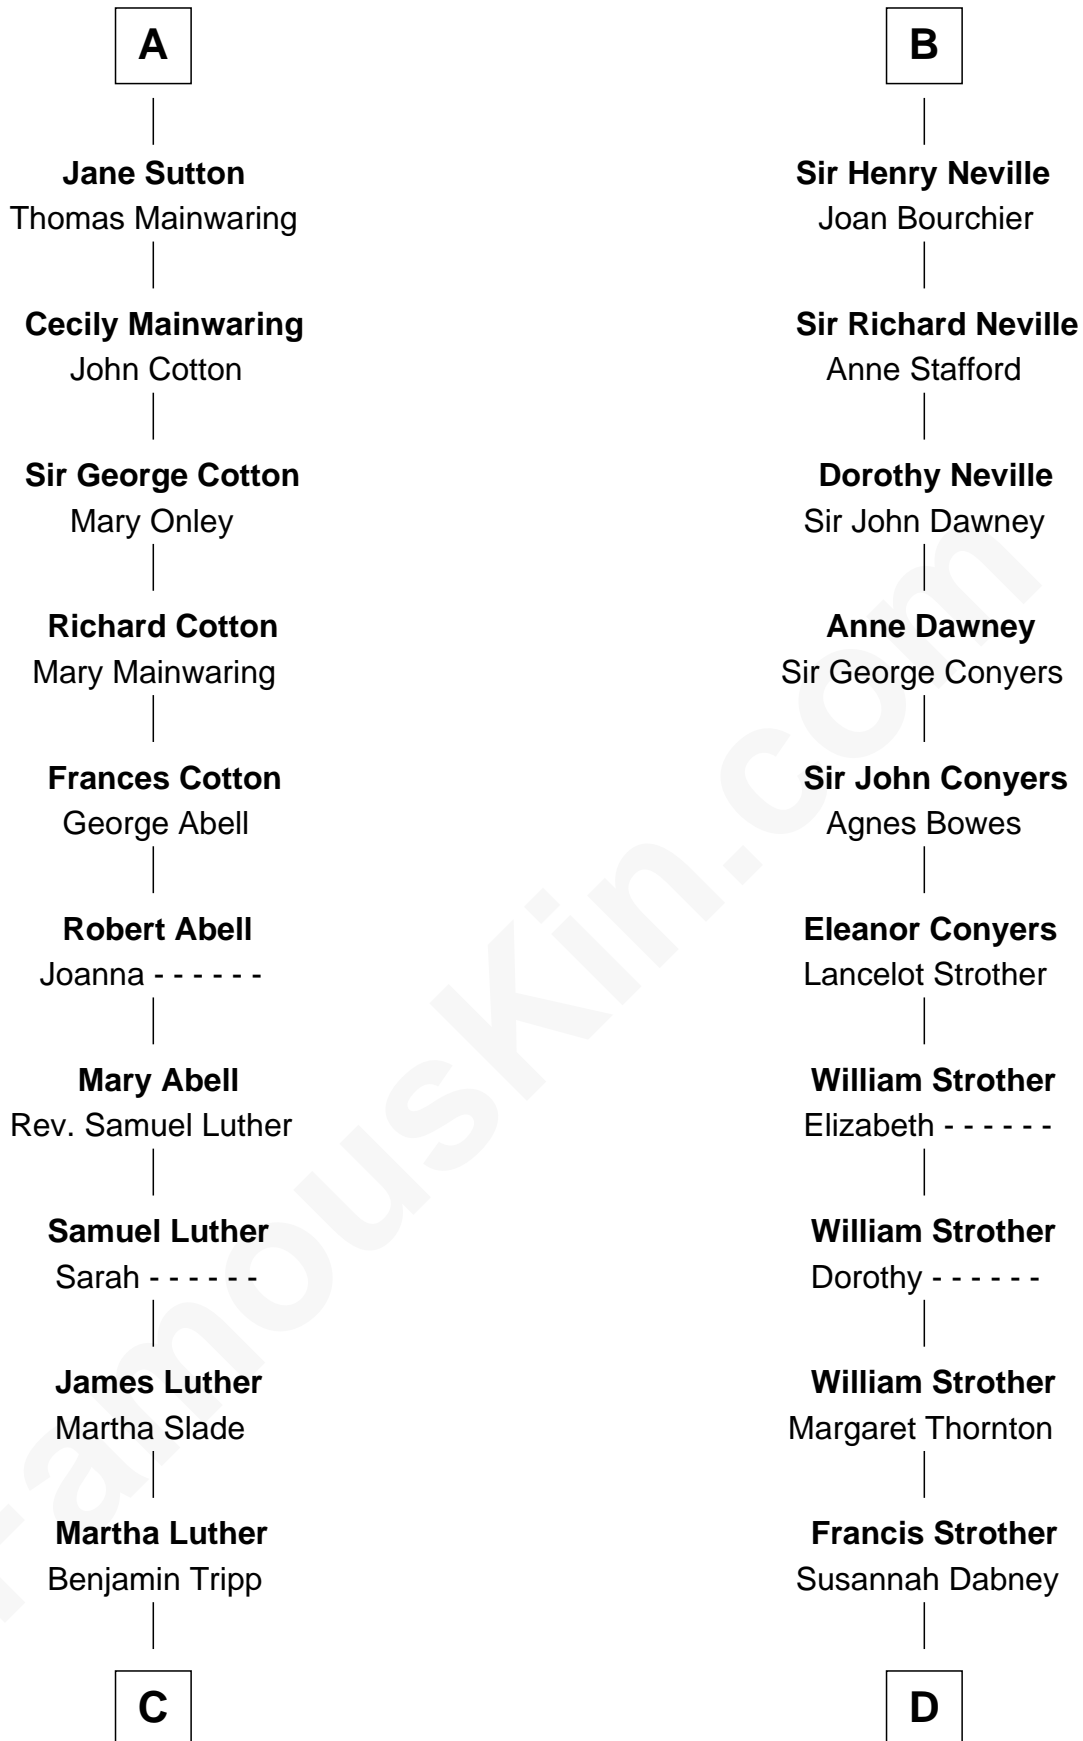 A
Jane Sutton
Thomas Mainwaring
Cecily Mainwaring
John Cotton
Sir George Cotton
Mary Onley
Richard Cotton
Mary Mainwaring
Frances Cotton
George Abell
Robert Abell
Joanna - - - - - -
Mary Abell
Rev. Samuel Luther
Samuel Luther
Sarah - - - - - -
James Luther
Martha Slade
Martha Luther
Benjamin Tripp
C
B
Sir Henry Neville
Joan Bourchier
Sir Richard Neville
Anne Stafford
Dorothy Neville
Sir John Dawney
Anne Dawney
Sir George Conyers
Sir John Conyers
Agnes Bowes
Eleanor Conyers
Lancelot Strother
William Strother
Elizabeth - - - - - -
William Strother
Dorothy - - - - - -
William Strother
Margaret Thornton
Francis Strother
Susannah Dabney
D
FamousKin.com